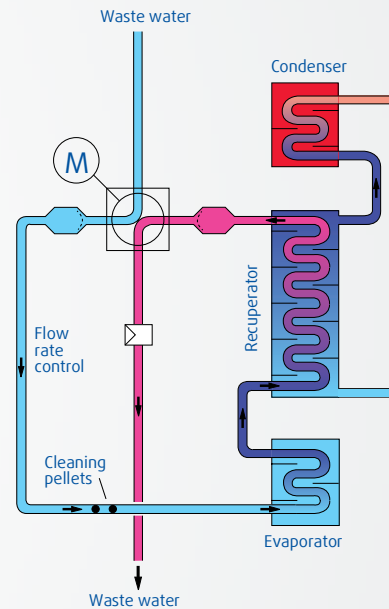 Waste water
Condenser
M
Recuperator
Flow
rate
control
Cleaning
pellets
Evaporator
Waste water